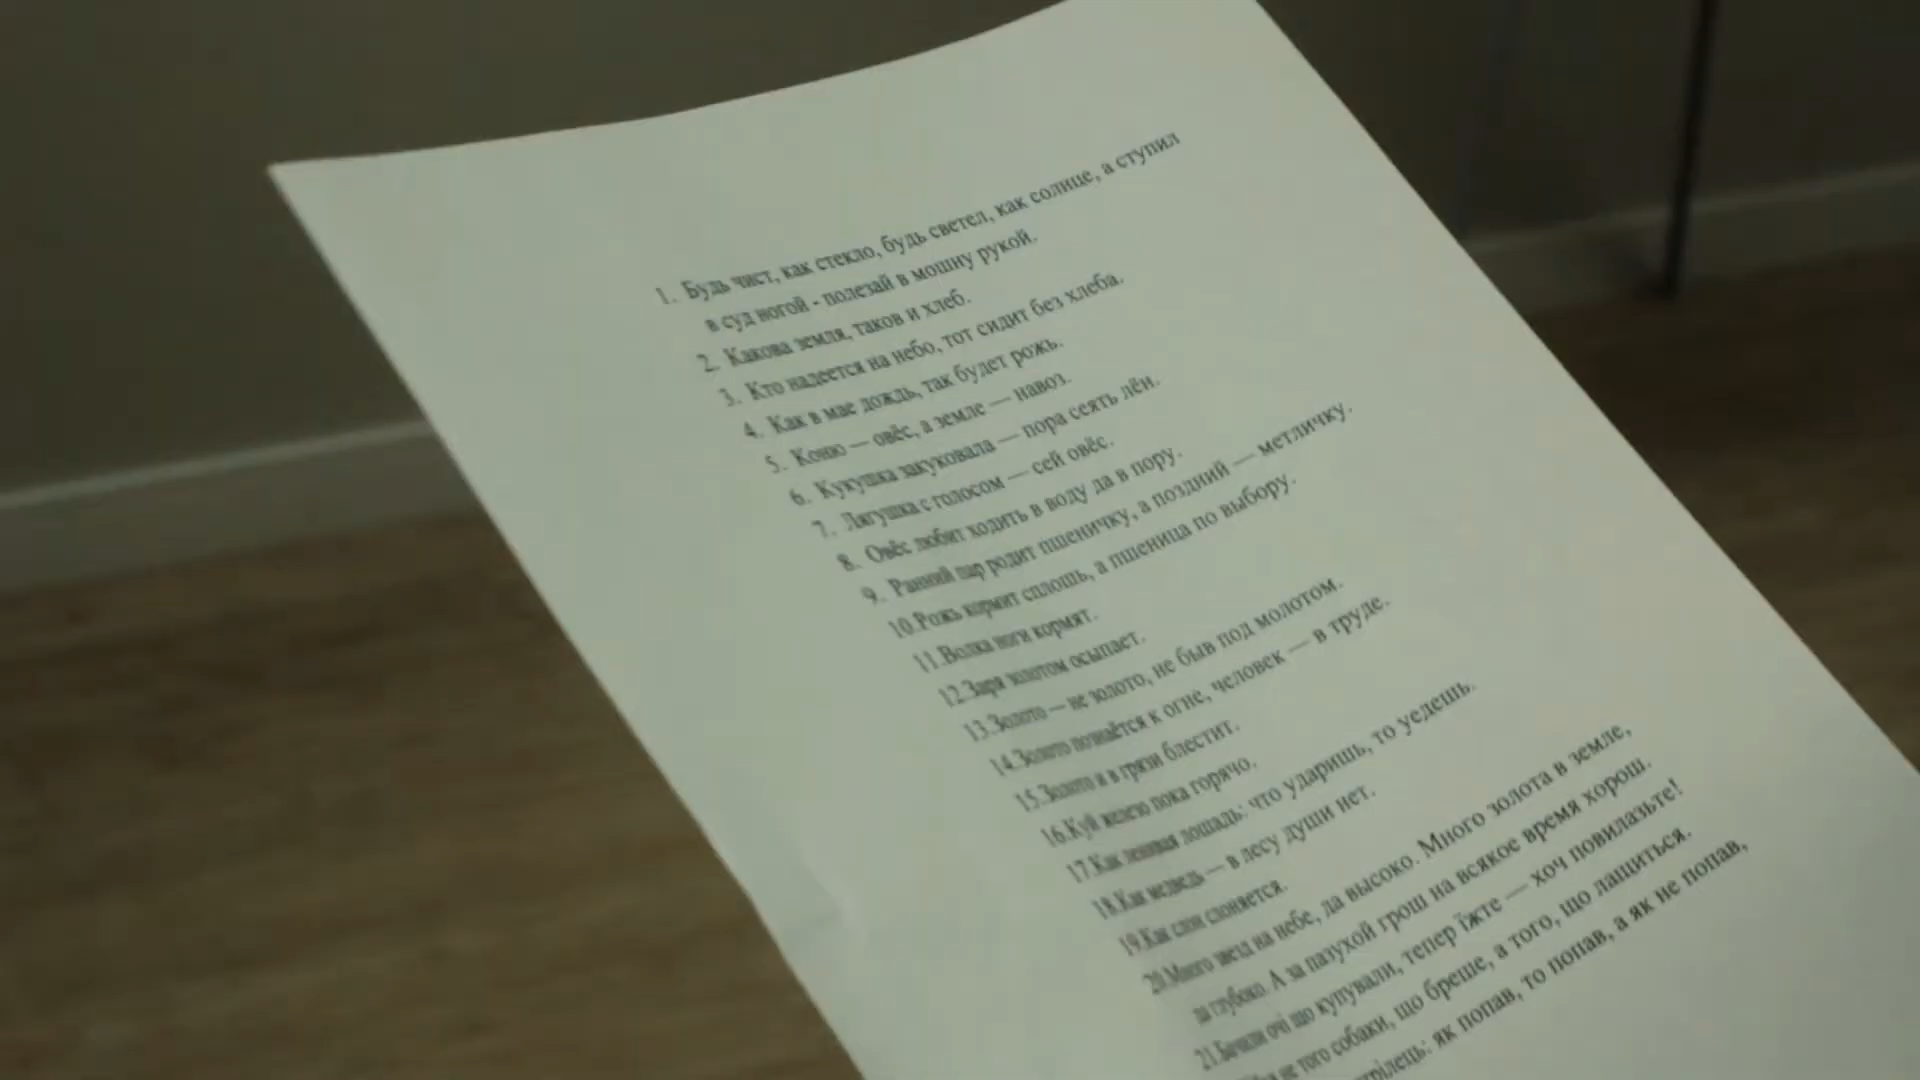 1. Будь чист, как стекло, будь светел, как солнце, а ступил
в суд ногой - полезай в мошну рукой.
2. Какова земля, таков и хлеб.
3. Кто надеется на небо, тот сидит без хлеба.
4. Как в мае дождь, так будет рожь.
5. Коню — овёс, а земле — навоз.
6. Кукушка закуковала — пора сеять лён.
7. Лягушка с голосом — сей овёс.
8. Овёс любит ходить в воду да в пору.
9. Ранний пар родит пшеничку, а поздний — метличку.
10.Рожь кормит сплошь, а пшеница по выбору.
11.Волка ноги кормят.
12.Заря золотом осыпает.
13.Золото — не золото, не быв под молотом.
14.Золото познаётся к огне, человек — в труде.
15.Золото и в грязи блестит.
16.Куй железо пока горячо.
17.Как ленивая лошадь: что ударишь, то уедешь.
18.Как медведь — в лесу души нет.
19.Как слон слоняется.
20.Много звезд на небе, да высоко. Много золота в земле,
да глубоко. А за пазухой грош на всякое время хорош.
21.Бачили очі що купували, тепер їжте — хоч повилазьте!
не того собаки, що бреше, а того, що лащиться.
як попав, то попав, а як не попав,